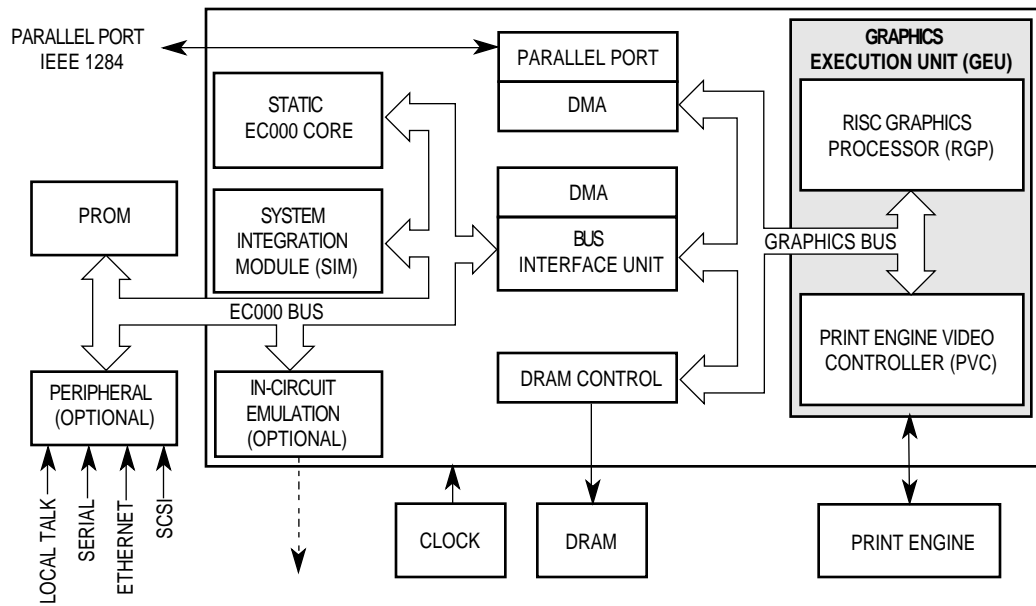 PARALLEL PORT
IEEE 1284
PARALLEL PORT
DMA
GRAPHICS
EXECUTION UNIT (GEU)
STATIC
EC000 CORE
RISC GRAPHICS
PROCESSOR (RGP)
PROM
SYSTEM
INTEGRATION
MODULE (SIM)
DMA
BUS
INTERFACE UNIT
GRAPHICS BUS
EC000 BUS
PRINT ENGINE VIDEO
CONTROLLER (PVC)
PERIPHERAL
(OPTIONAL)
IN-CIRCUIT
EMULATION
(OPTIONAL)
DRAM CONTROL
LOCAL TALK
SERIAL
ETHERNET
SCSI
CLOCK
DRAM
PRINT ENGINE